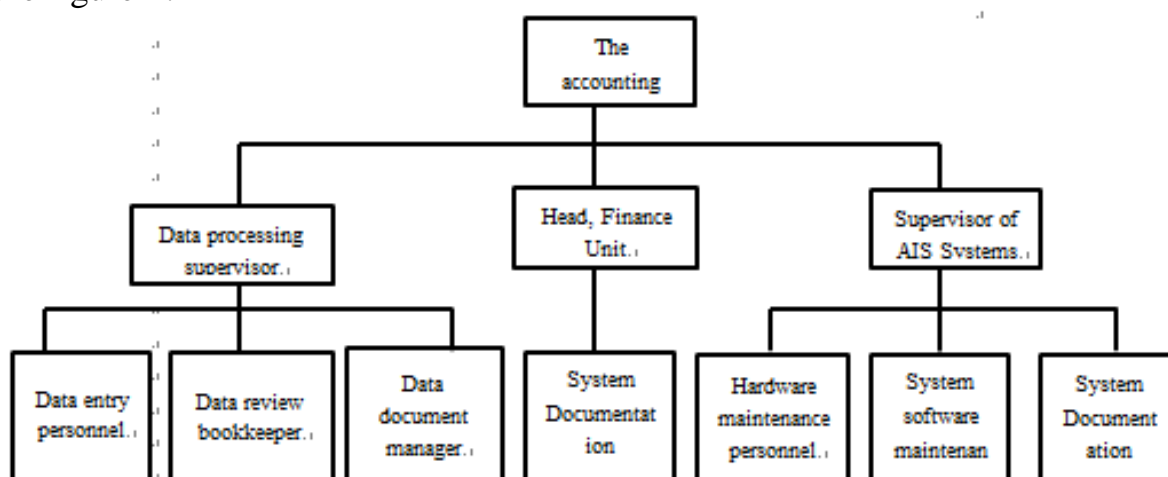 The
accounting
Data processing
supervisor.
Head, Finance
Unit.
Supervisor of
AIS Systems.
Data entry
personnel.
Data review
bookkeeper.
Data
document
manager.
System
Documentat
ion
Hardware
maintenance
personnel.
System
software
maintenan
System
Document
ation